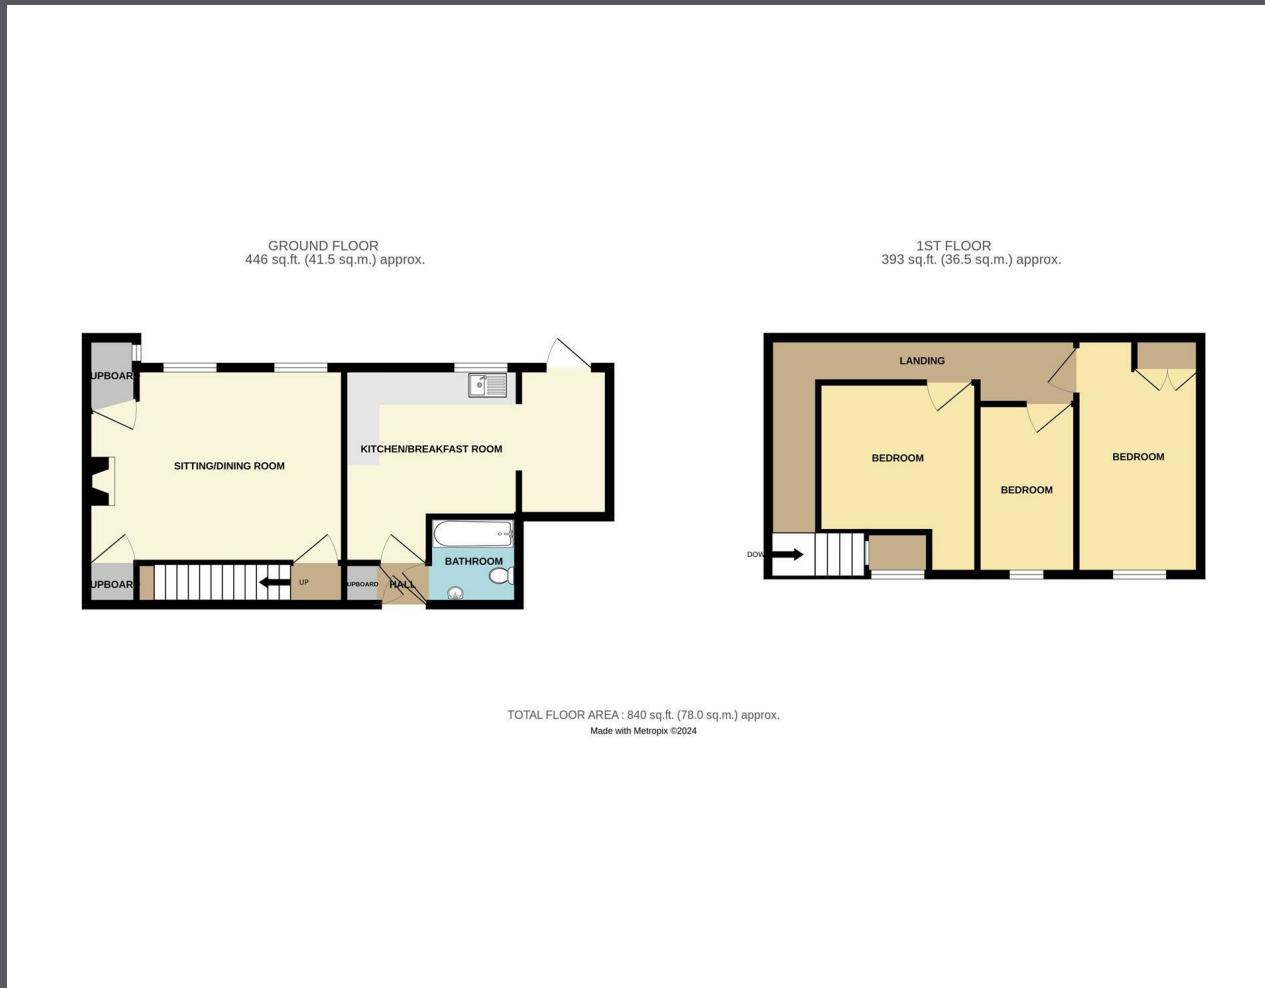 GROUND FLOOR
446 sq.ft. (41.5 sq.m.) approx.
1ST FLOOR
393 sq.ft. (36.5 sq.m.) approx.
UPBOAR
SITTING/DINING ROOM
KITCHEN/BREAKFAST ROOM
UPBOAR
UP
UPBOARD
HALL
BATHROOM
LANDING
BEDROOM
BEDROOM
BEDROOM
DOW
TOTAL FLOOR AREA : 840 sq.ft. (78.0 sq.m.) approx.
Made with Metropix ©2024